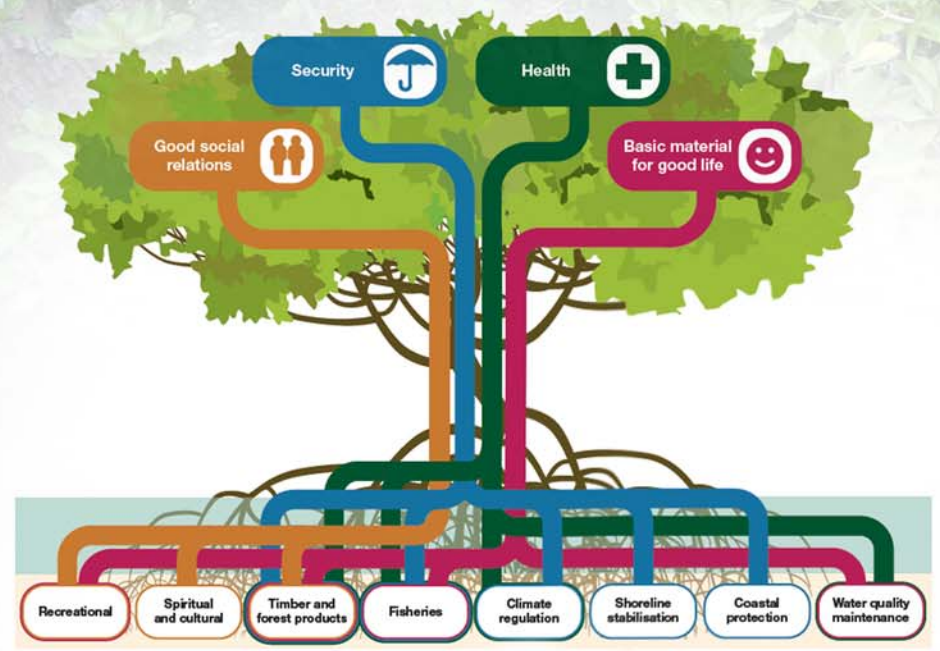 Security
Health
Good social
relations
Basic material
for good life
Recreational
Spiritual
and cultural
Timber and
forest products
Fisheries
Climate
regulation
Shoreline
stabilisation
Coastal
protection
Water quality
maintenance